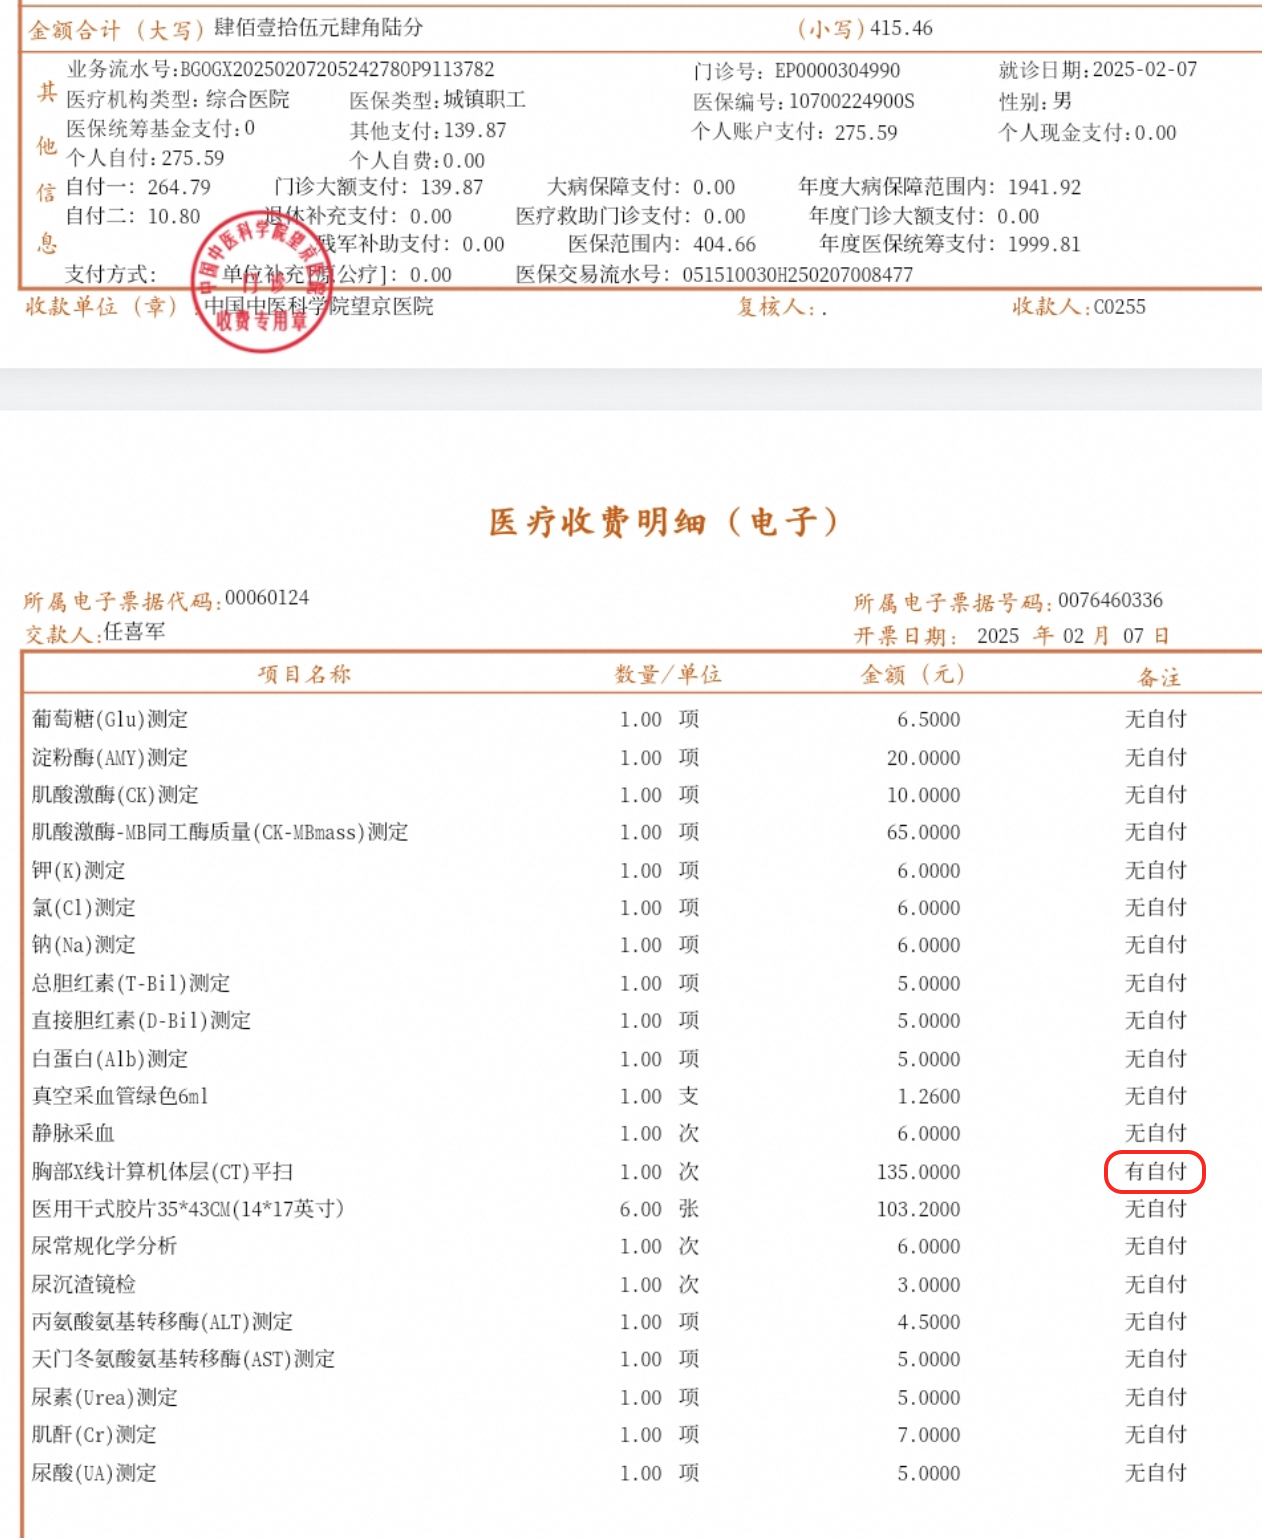 金额合计（大写）肆佰壹拾伍元肆角陆分 （小写）415.46
其他信息
业务流水号:BGOGX20250207205242780P9113782 门诊号: EP0000304990 就诊日期:2025-02-07
医疗机构类型: 综合医院 医保类型:城镇职工 医保编号:10700224900S 性别:男
医保统筹基金支付:0 其他支付:139.87 个人账户支付: 275.59 个人现金支付:0.00
个人自付:275.59 个人自费:0.00
自付一: 264.79 门诊大额支付: 139.87 大病保障支付: 0.00 年度大病保障范围内: 1941.92
自付二: 10.80 退休补充支付: 0.00 医疗救助门诊支付: 0.00 年度门诊大额支付: 0.00
残军补助支付: 0.00 医保范围内: 404.66 年度医保统筹支付: 1999.81
支付方式: 单位补充[原公疗]: 0.00 医保交易流水号: 051510030H250207008477
收款单位（章）:中国中医科学院望京医院 复核人:. 收款人:C0255
中国中医科学院望京医院
门诊
收费专用章
医疗收费明细（电子）
所属电子票据代码:00060124 所属电子票据号码:0076460336
交款人:任喜军 开票日期: 2025 年 02 月 07 日
项目名称 数量/单位 金额（元） 备注
葡萄糖(Glu)测定 1.00 项 6.5000 无自付
淀粉酶(AMY)测定 1.00 项 20.0000 无自付
肌酸激酶(CK)测定 1.00 项 10.0000 无自付
肌酸激酶-MB同工酶质量(CK-MBmass)测定 1.00 项 65.0000 无自付
钾(K)测定 1.00 项 6.0000 无自付
氯(Cl)测定 1.00 项 6.0000 无自付
钠(Na)测定 1.00 项 6.0000 无自付
总胆红素(T-Bil)测定 1.00 项 5.0000 无自付
直接胆红素(D-Bil)测定 1.00 项 5.0000 无自付
白蛋白(Alb)测定 1.00 项 5.0000 无自付
真空采血管绿色6ml 1.00 支 1.2600 无自付
静脉采血 1.00 次 6.0000 无自付
胸部X线计算机体层(CT)平扫 1.00 次 135.0000 有自付
医用干式胶片35*43CM(14*17英寸) 6.00 张 103.2000 无自付
尿常规化学分析 1.00 次 6.0000 无自付
尿沉渣镜检 1.00 次 3.0000 无自付
丙氨酸氨基转移酶(ALT)测定 1.00 项 4.5000 无自付
天门冬氨酸氨基转移酶(AST)测定 1.00 项 5.0000 无自付
尿素(Urea)测定 1.00 项 5.0000 无自付
肌酐(Cr)测定 1.00 项 7.0000 无自付
尿酸(UA)测定 1.00 项 5.0000 无自付